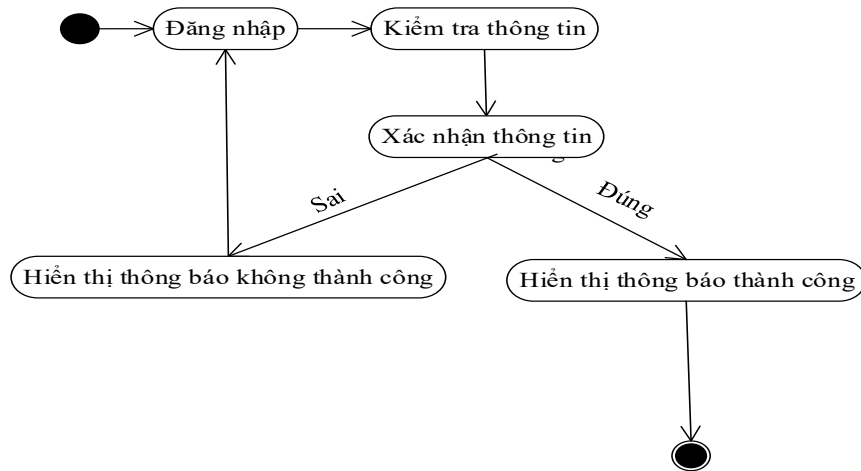 Đăng nhập
Kiểm tra thông tin
Xác nhận thông tin
Sai
Đúng
Hiển thị thông báo không thành công
Hiển thị thông báo thành công